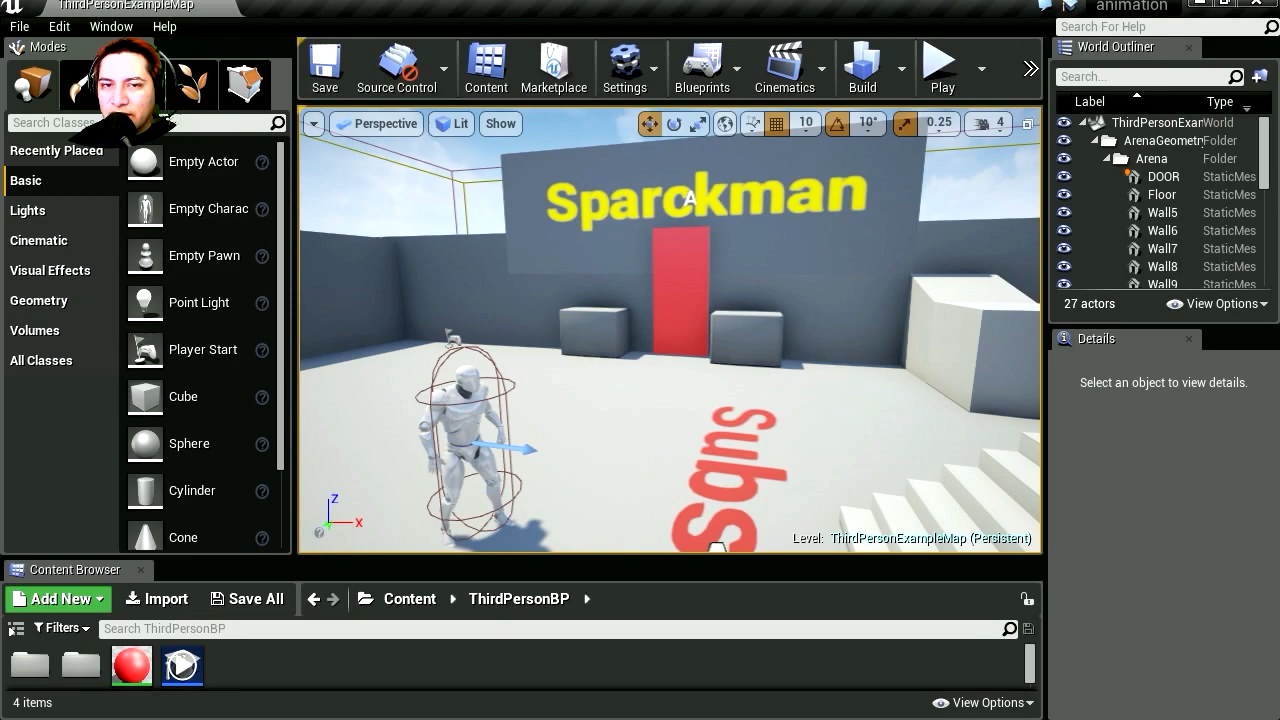 ThirdPersonExampleMap
animation
File Edit Window Help
Search For Help
Modes
World Outliner
Save Source Control Content Marketplace Settings Blueprints Cinematics Build Play
Search...
Label Type
Search Classes
Perspective Lit Show 10 10° 0.25 4
Recently Placed
Basic
Lights
Cinematic
Visual Effects
Geometry
Volumes
All Classes
Empty Actor
Empty Charac
Empty Pawn
Point Light
Player Start
Cube
Sphere
Cylinder
Cone
Sparckman
subs
Z
X
Level: ThirdPersonExampleMap (Persistent)
ThirdPersonExar World
ArenaGeometry Folder
Arena Folder
DOOR StaticMes
Floor StaticMes
Wall5 StaticMes
Wall6 StaticMes
Wall7 StaticMes
Wall8 StaticMes
Wall9 StaticMes
27 actors View Options
Details
Select an object to view details.
Content Browser
Add New Import Save All Content ThirdPersonBP
Filters Search ThirdPersonBP
4 items View Options